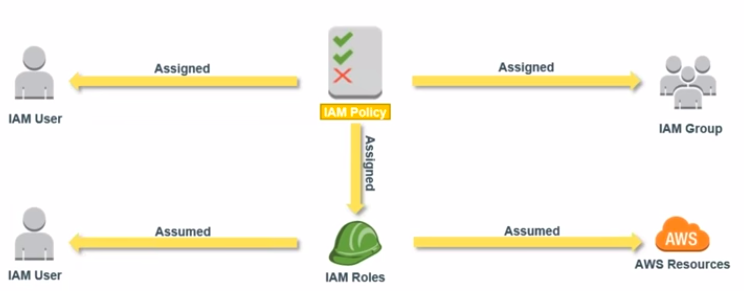 Assigned
Assigned
IAM User
IAM Policy
IAM Group
Assigned
Assumed
Assumed
AWS
IAM User
IAM Roles
AWS Resources